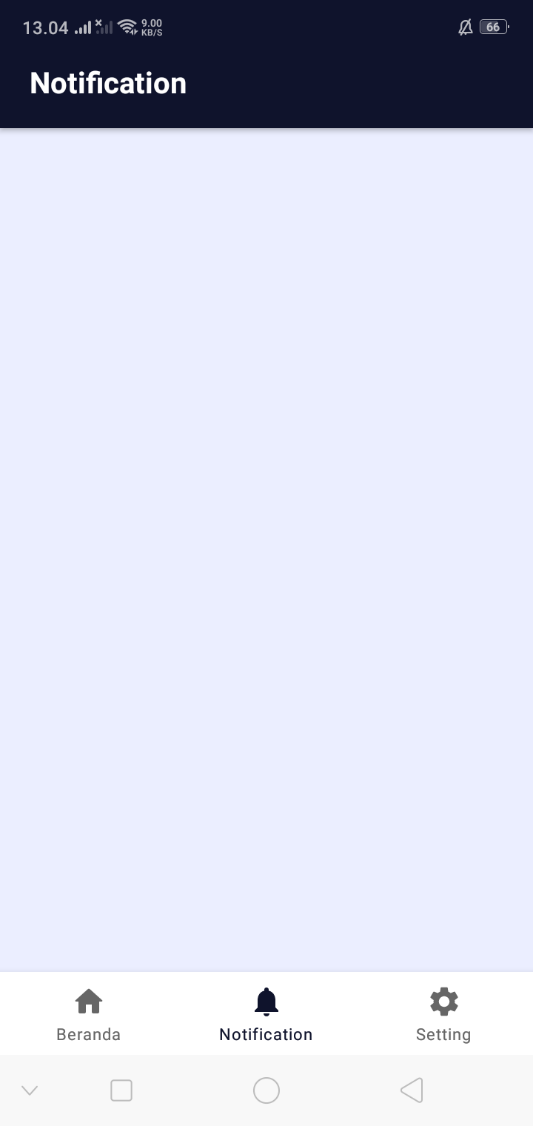 13.04 9.00 KB/S 66
Notification
Beranda Notification Setting